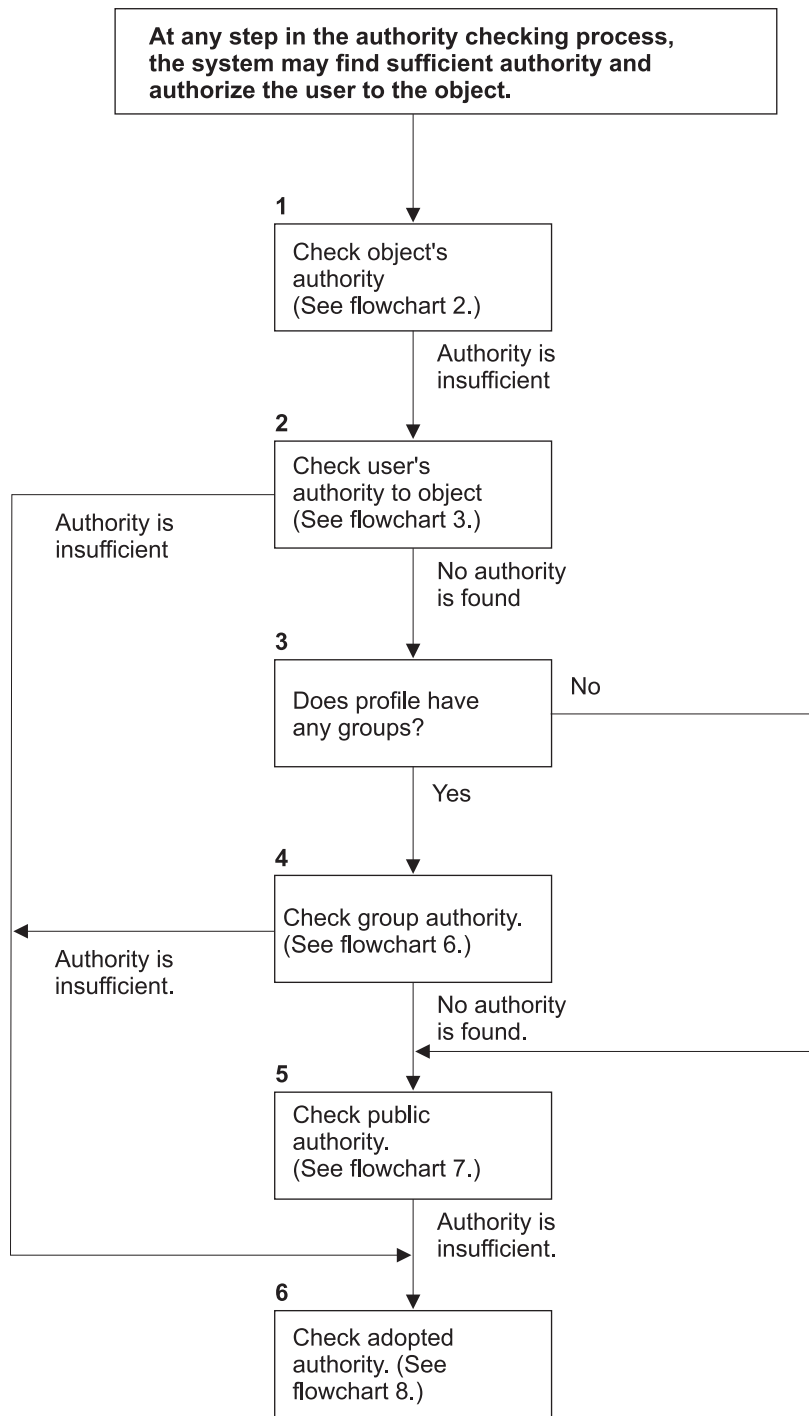 At any step in the authority checking process,
the system may find sufficient authority and
authorize the user to the object.
1
Check object's
authority
(See flowchart 2.)
Authority is
insufficient
2
Check user's
authority to object
(See flowchart 3.)
Authority is
insufficient
No authority
is found
3
Does profile have
any groups?
No
Yes
4
Check group authority.
(See flowchart 6.)
Authority is
insufficient.
No authority
is found.
5
Check public
authority.
(See flowchart 7.)
Authority is
insufficient.
6
Check adopted
authority. (See
flowchart 8.)